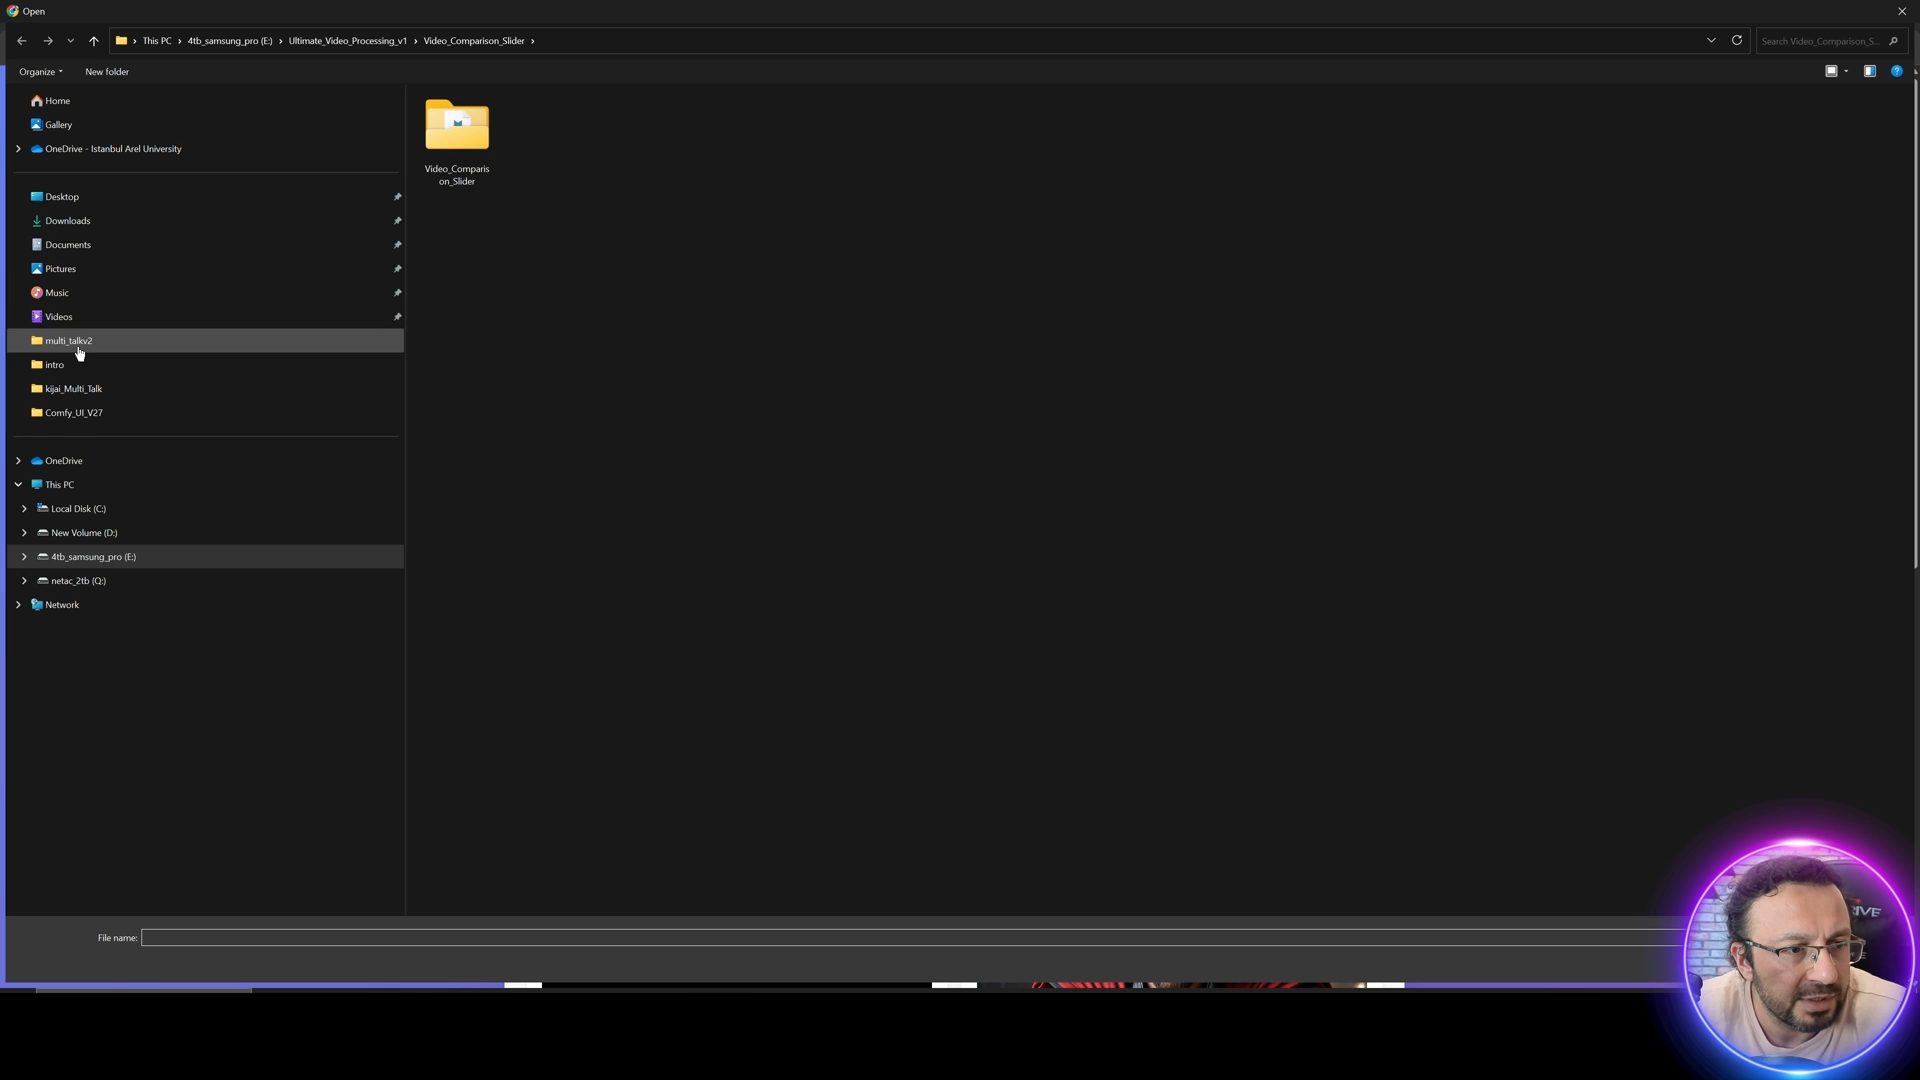 Open
This PC
4tb_samsung_pro (E:)
Ultimate_Video_Processing_v1
Video_Comparison_Slider
Search Video_Comparison_S...
Organize
New folder
Home
Gallery
OneDrive - Istanbul Arel University
Desktop
Downloads
Documents
Pictures
Music
Videos
multi_talkv2
intro
kijai_Multi_Talk
Comfy_UI_V27
OneDrive
This PC
Local Disk (C:)
New Volume (D:)
4tb_samsung_pro (E:)
netac_2tb (Q:)
Network
Video_Comparis
on_Slider
File name: